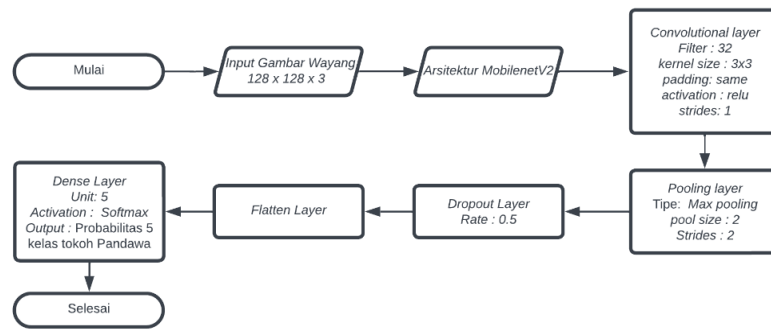 Mulai
Input Gambar Wayang
128 x 128 x 3
Arsitektur MobilenetV2
Convolutional layer
Filter : 32
kernel size : 3x3
padding: same
activation : relu
strides: 1
Pooling layer
Tipe: Max pooling
pool size : 2
Strides : 2
Dropout Layer
Rate : 0.5
Flatten Layer
Dense Layer
Unit: 5
Activation : Softmax
Output : Probabilitas 5
kelas tokoh Pandawa
Selesai